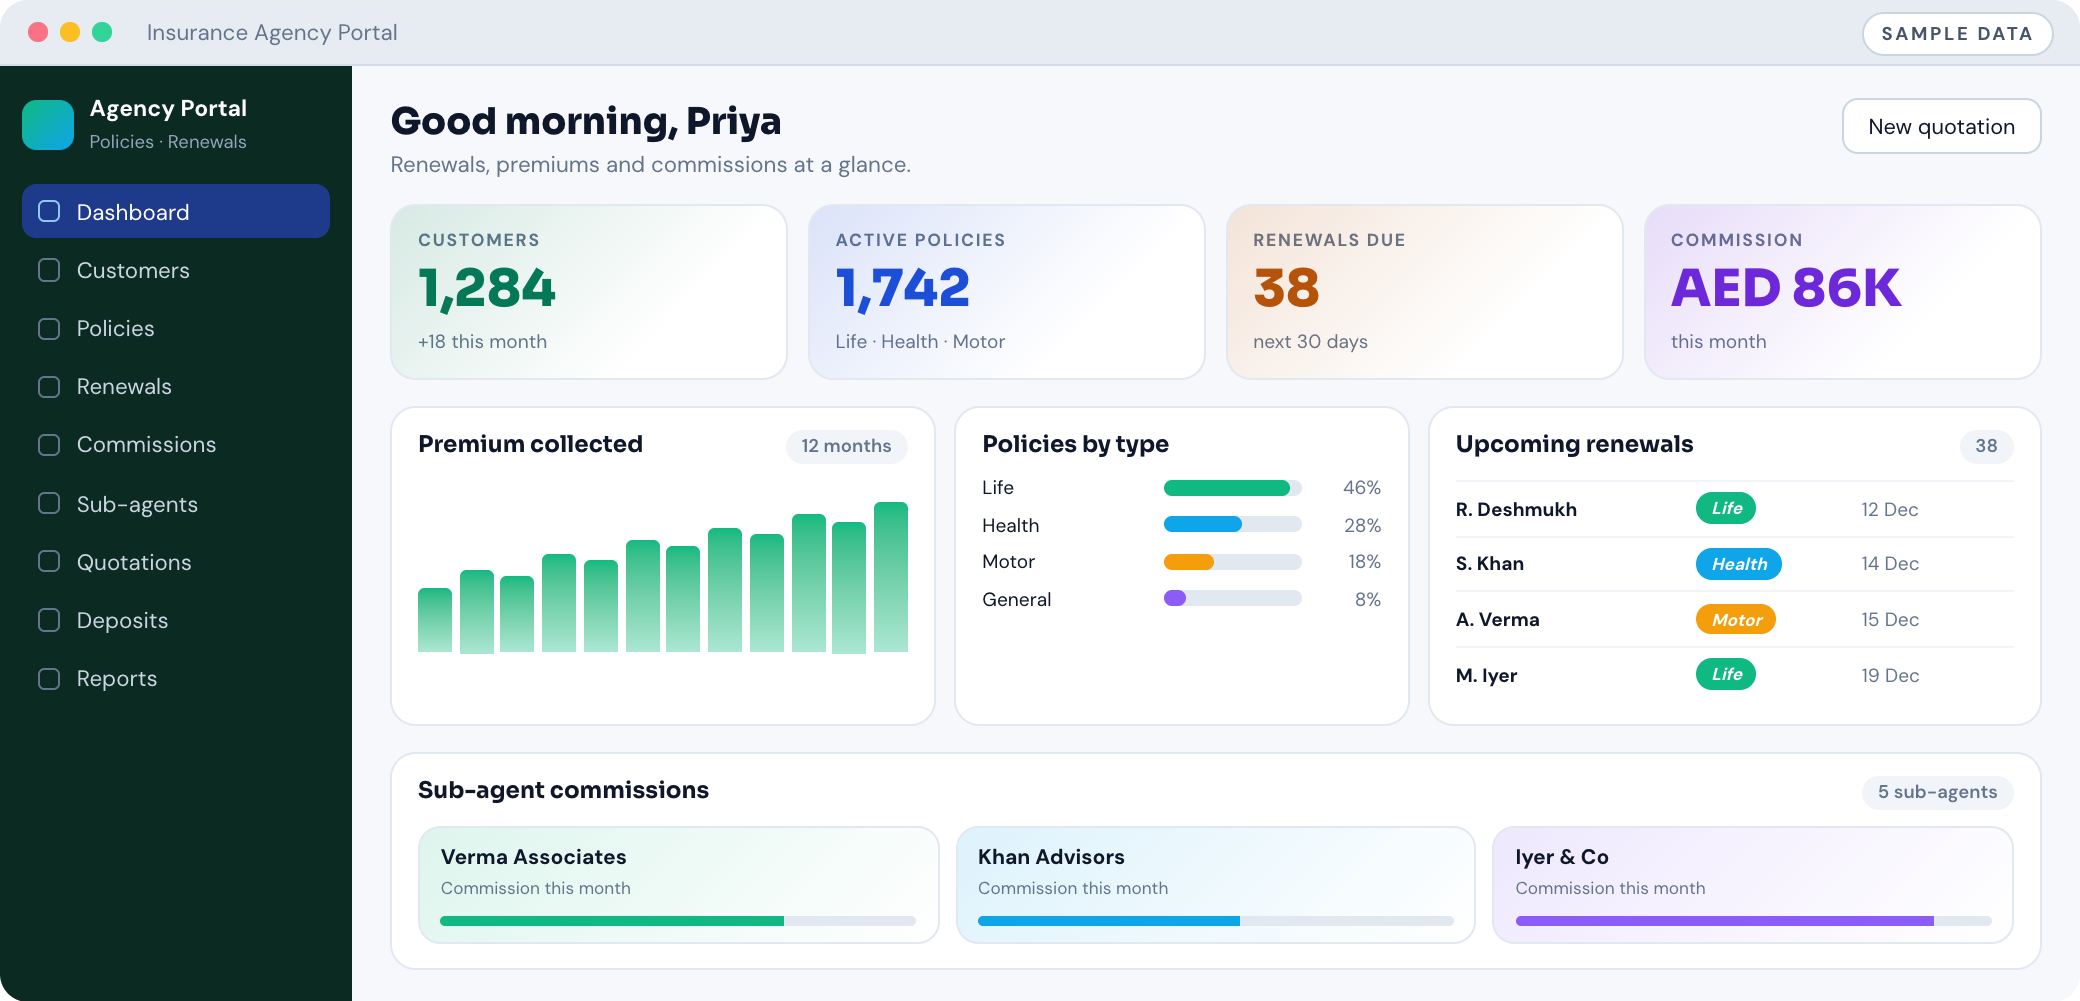 Insurance Agency Portal
SAMPLE DATA
Agency Portal
Policies · Renewals
Dashboard
Customers
Policies
Renewals
Commissions
Sub-agents
Quotations
Deposits
Reports
Good morning, Priya
Renewals, premiums and commissions at a glance.
New quotation
CUSTOMERS
1,284
+18 this month
ACTIVE POLICIES
1,742
Life · Health · Motor
RENEWALS DUE
38
next 30 days
COMMISSION
AED 86K
this month
Premium collected
12 months
Policies by type
Life 46%
Health 28%
Motor 18%
General 8%
Upcoming renewals
38
R. Deshmukh Life 12 Dec
S. Khan Health 14 Dec
A. Verma Motor 15 Dec
M. Iyer Life 19 Dec
Sub-agent commissions
5 sub-agents
Verma Associates
Commission this month
Khan Advisors
Commission this month
Iyer & Co
Commission this month